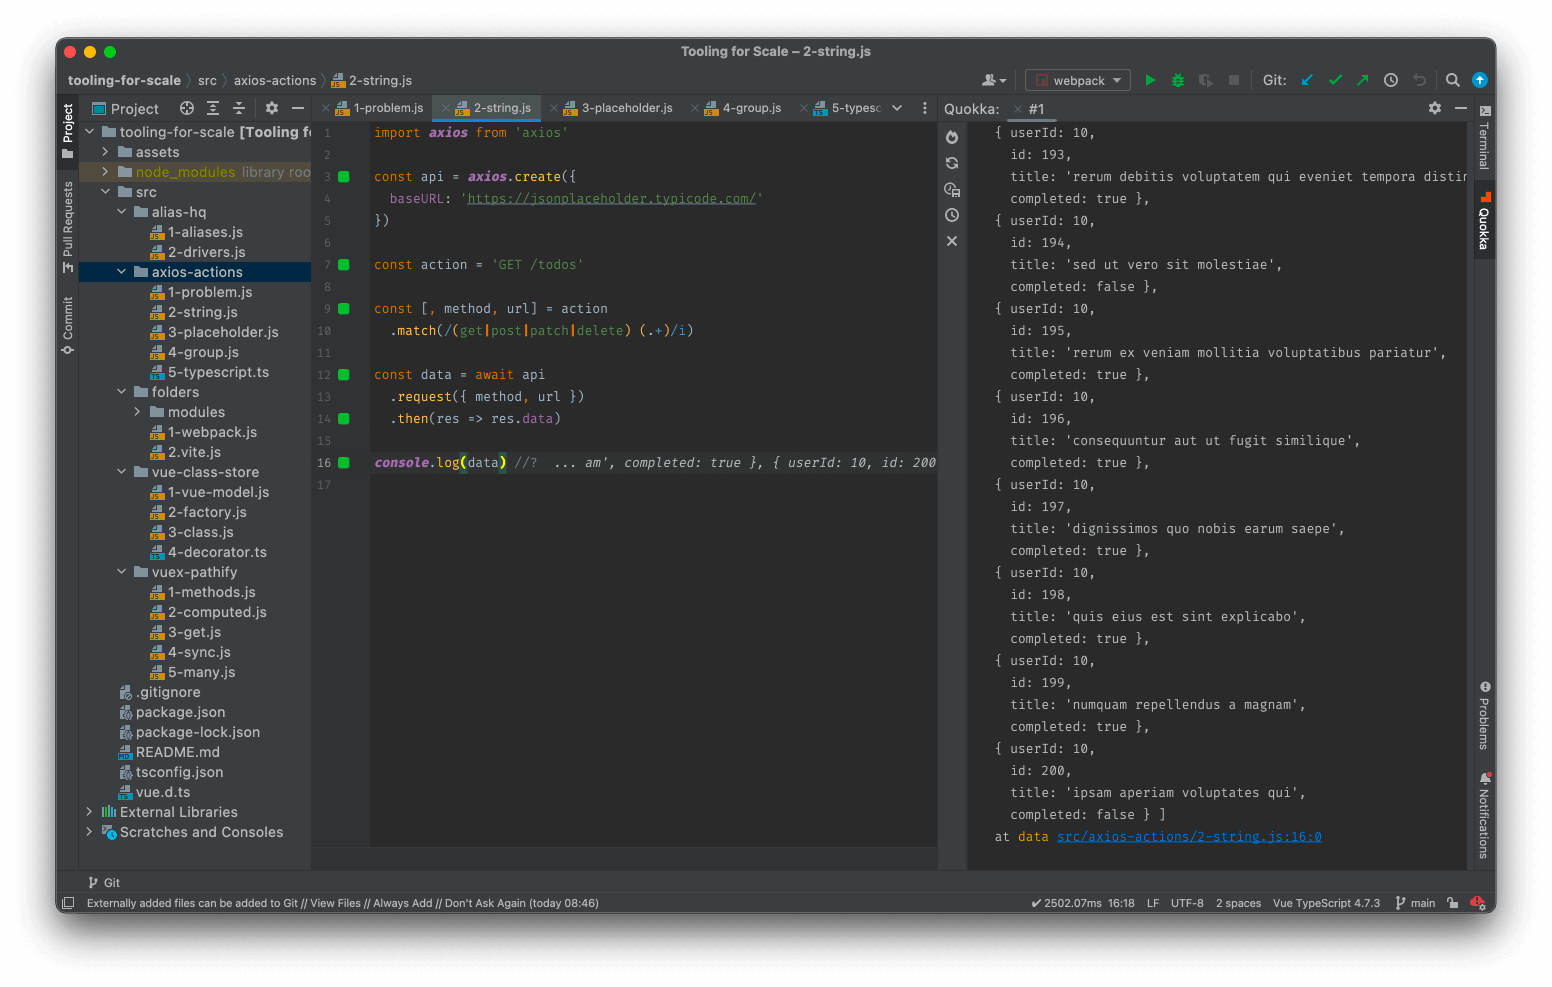 Tooling for Scale – 2-string.js
tooling-for-scale
src
axios-actions
2-string.js
webpack
Git:
Project
1-problem.js
2-string.js
3-placeholder.js
4-group.js
5-typesc
Quokka:
#1
Project
Pull Requests
Commit
tooling-for-scale [Tooling f
assets
node_modules library roo
src
alias-hq
1-aliases.js
2-drivers.js
axios-actions
1-problem.js
2-string.js
3-placeholder.js
4-group.js
5-typescript.ts
folders
modules
1-webpack.js
2.vite.js
vue-class-store
1-vue-model.js
2-factory.js
3-class.js
4-decorator.ts
vuex-pathify
1-methods.js
2-computed.js
3-get.js
4-sync.js
5-many.js
.gitignore
package.json
package-lock.json
README.md
tsconfig.json
vue.d.ts
External Libraries
Scratches and Consoles
1 import axios from 'axios'
2
3 const api = axios.create({
4 baseURL: 'https://jsonplaceholder.typicode.com/'
5 })
6
7 const action = 'GET /todos'
8
9 const [, method, url] = action
10 .match(/(get|post|patch|delete) (.+)/i)
11
12 const data = await api
13 .request({ method, url })
14 .then(res => res.data)
15
16 console.log(data) //? ... am', completed: true }, { userId: 10, id: 200
17
{ userId: 10,
id: 193,
title: 'rerum debitis voluptatem qui eveniet tempora distin
completed: true },
{ userId: 10,
id: 194,
title: 'sed ut vero sit molestiae',
completed: false },
{ userId: 10,
id: 195,
title: 'rerum ex veniam mollitia voluptatibus pariatur',
completed: true },
{ userId: 10,
id: 196,
title: 'consequuntur aut ut fugit similique',
completed: true },
{ userId: 10,
id: 197,
title: 'dignissimos quo nobis earum saepe',
completed: true },
{ userId: 10,
id: 198,
title: 'quis eius est sint explicabo',
completed: true },
{ userId: 10,
id: 199,
title: 'numquam repellendus a magnam',
completed: true },
{ userId: 10,
id: 200,
title: 'ipsam aperiam voluptates qui',
completed: false } ]
at data src/axios-actions/2-string.js:16:0
Terminal
Quokka
Problems
Notifications
Git
Externally added files can be added to Git // View Files // Always Add // Don't Ask Again (today 08:46)
✔ 2502.07ms 16:18 LF UTF-8 2 spaces Vue TypeScript 4.7.3 main